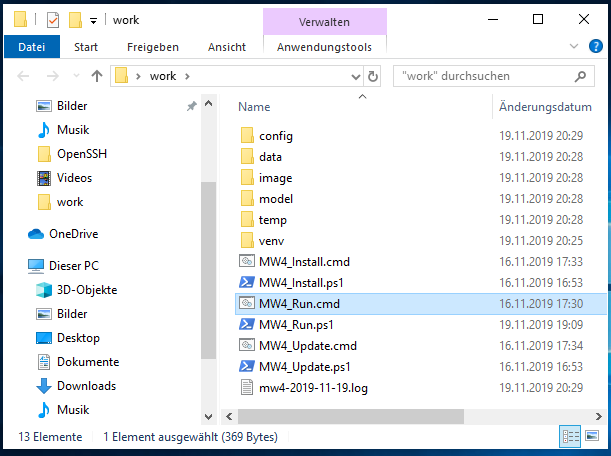 work
Verwalten
Datei
Start
Freigeben
Ansicht
Anwendungstools
work
"work" durchsuchen
Bilder
Musik
OpenSSH
Videos
work
OneDrive
Dieser PC
3D-Objekte
Bilder
Desktop
Dokumente
Downloads
Musik
Name Änderungsdatum
config 19.11.2019 20:29
data 19.11.2019 20:28
image 19.11.2019 20:28
model 19.11.2019 20:28
temp 19.11.2019 20:28
venv 19.11.2019 20:25
MW4_Install.cmd 16.11.2019 17:33
MW4_Install.ps1 16.11.2019 16:53
MW4_Run.cmd 16.11.2019 17:30
MW4_Run.ps1 19.11.2019 19:09
MW4_Update.cmd 16.11.2019 17:34
MW4_Update.ps1 16.11.2019 16:53
mw4-2019-11-19.log 19.11.2019 20:29
13 Elemente 1 Element ausgewählt (369 Bytes)